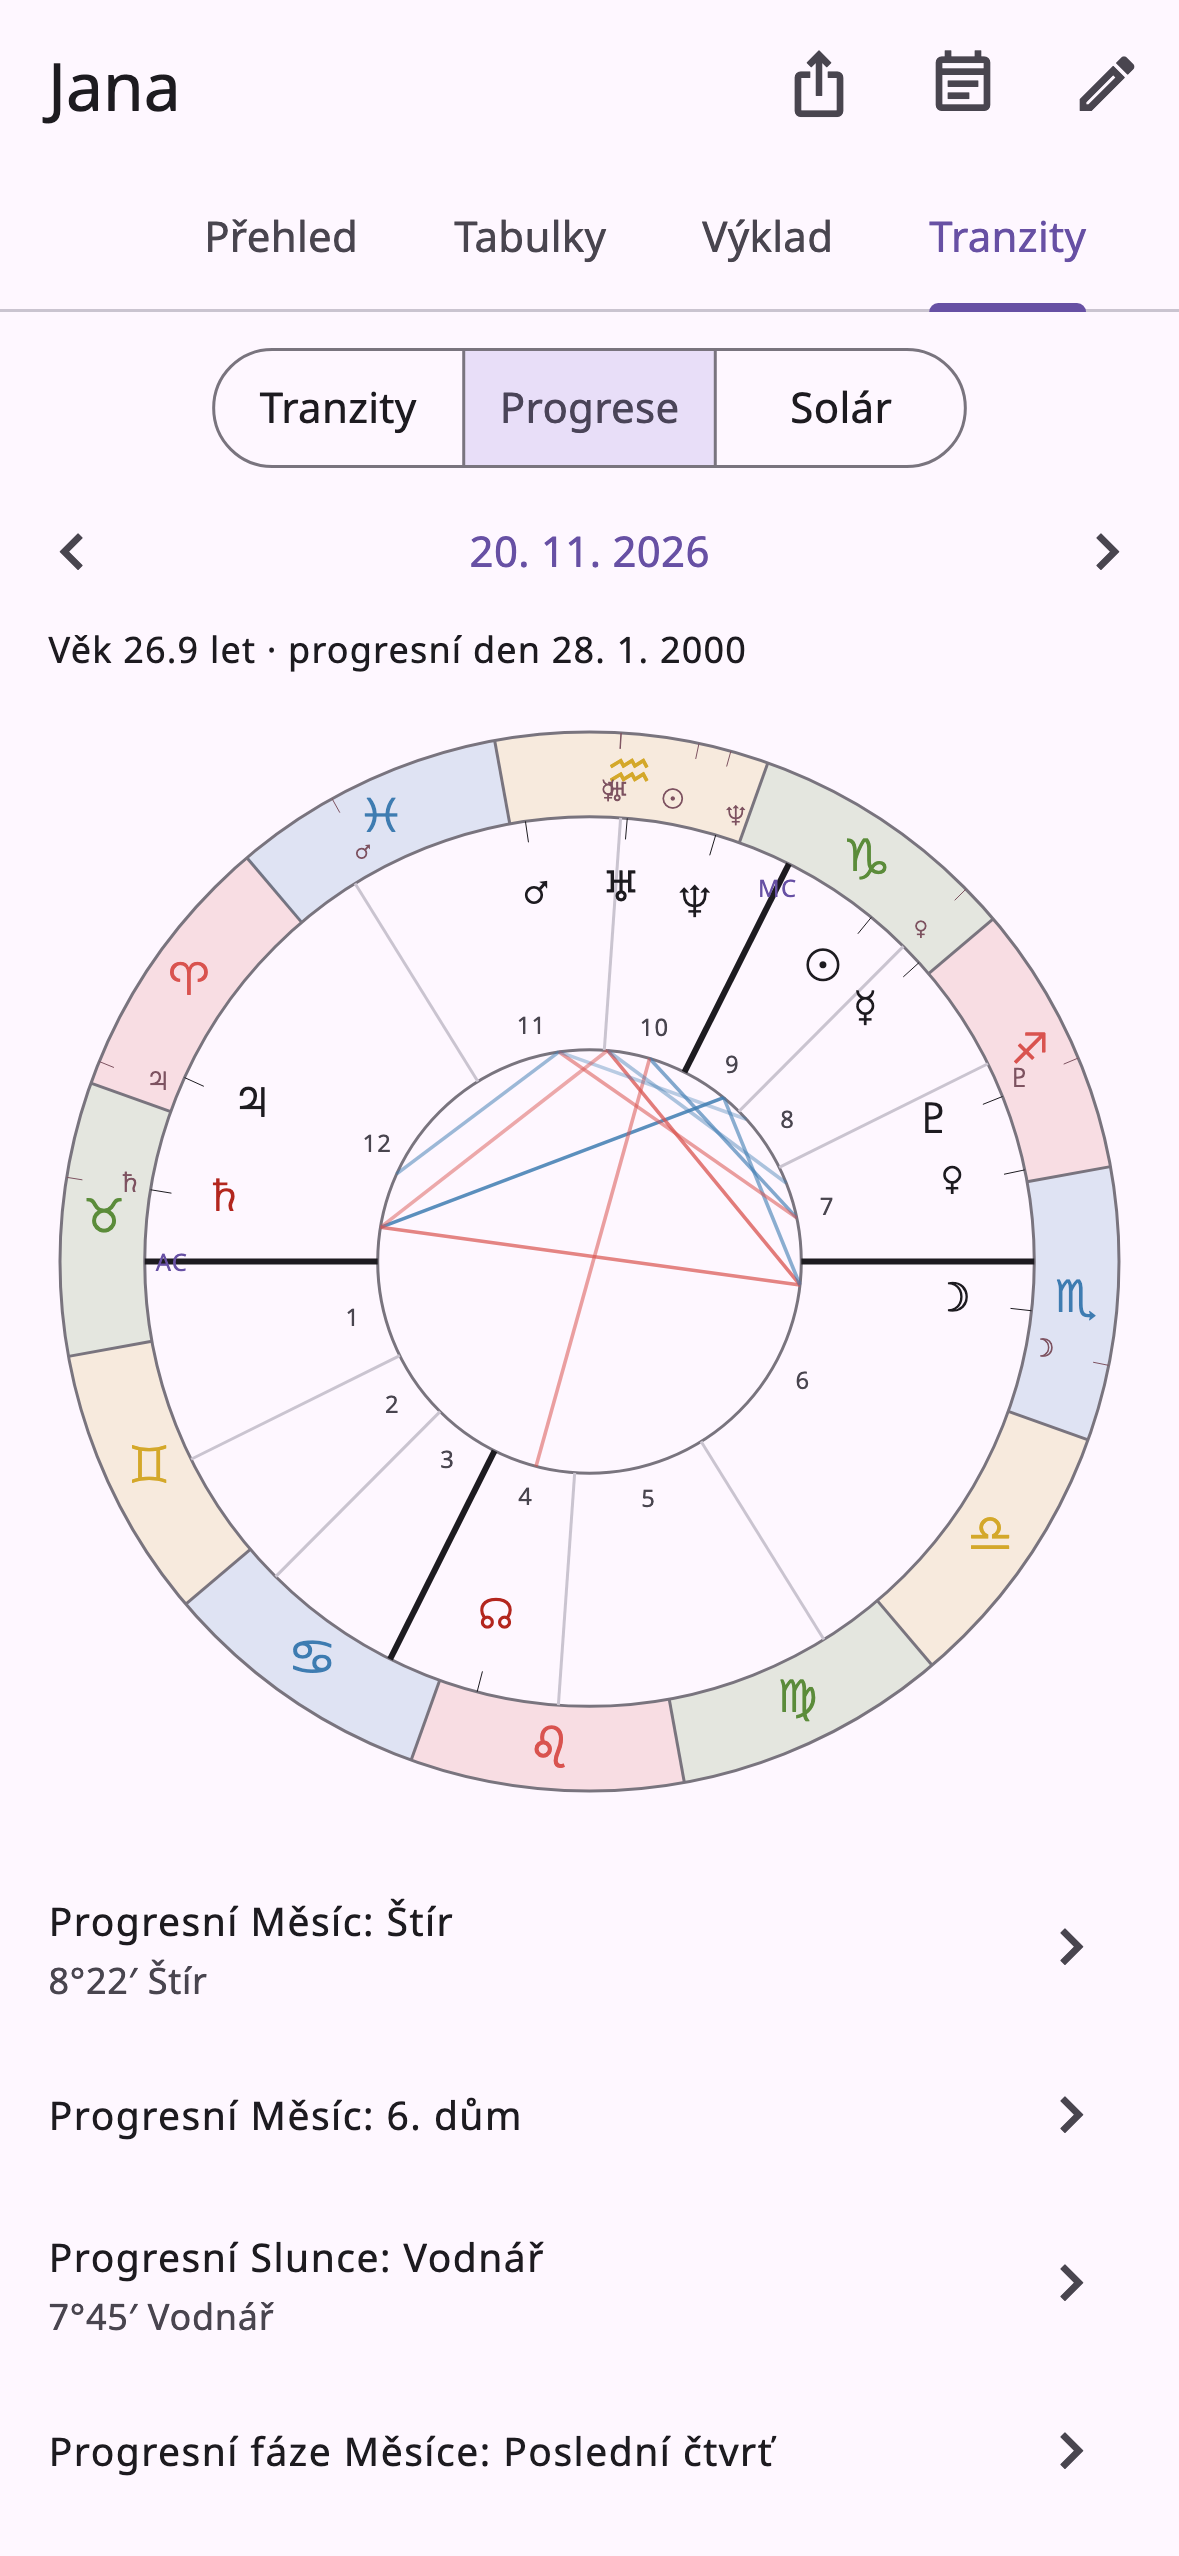 Jana
Přehled Tabulky Výklad Tranzity
Tranzity Progrese Solár
20. 11. 2026
Věk 26.9 let · progresní den 28. 1. 2000
MC
11 10
9
8
12
7
AC
1
6
2
3
4 5
Progresní Měsíc: Štír
8°22′ Štír
Progresní Měsíc: 6. dům
Progresní Slunce: Vodnář
7°45′ Vodnář
Progresní fáze Měsíce: Poslední čtvrť